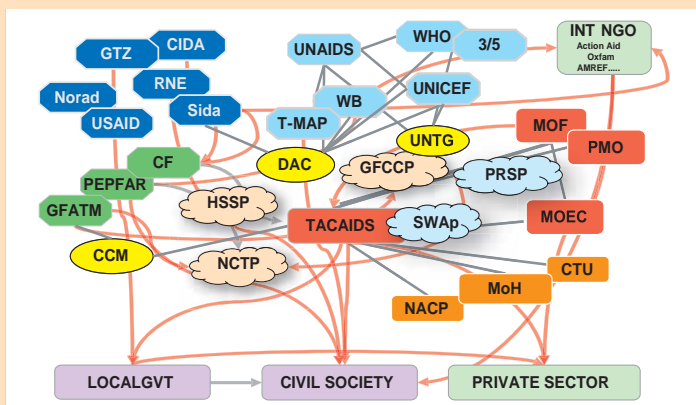 GTZ
CIDA
UNAIDS
WHO
3/5
INT NGO
Action Aid
Oxfam
AMREF.....
Norad
RNE
USAID
Sida
WB
UNICEF
T-MAP
UNTG
MOF
PMO
CF
DAC
GFCCP
PRSP
PEPFAR
GFATM
HSSP
TACAIDS
SWAp
MOEC
CCM
NCTP
CTU
MoH
NACP
LOCALGVT
CIVIL SOCIETY
PRIVATE SECTOR